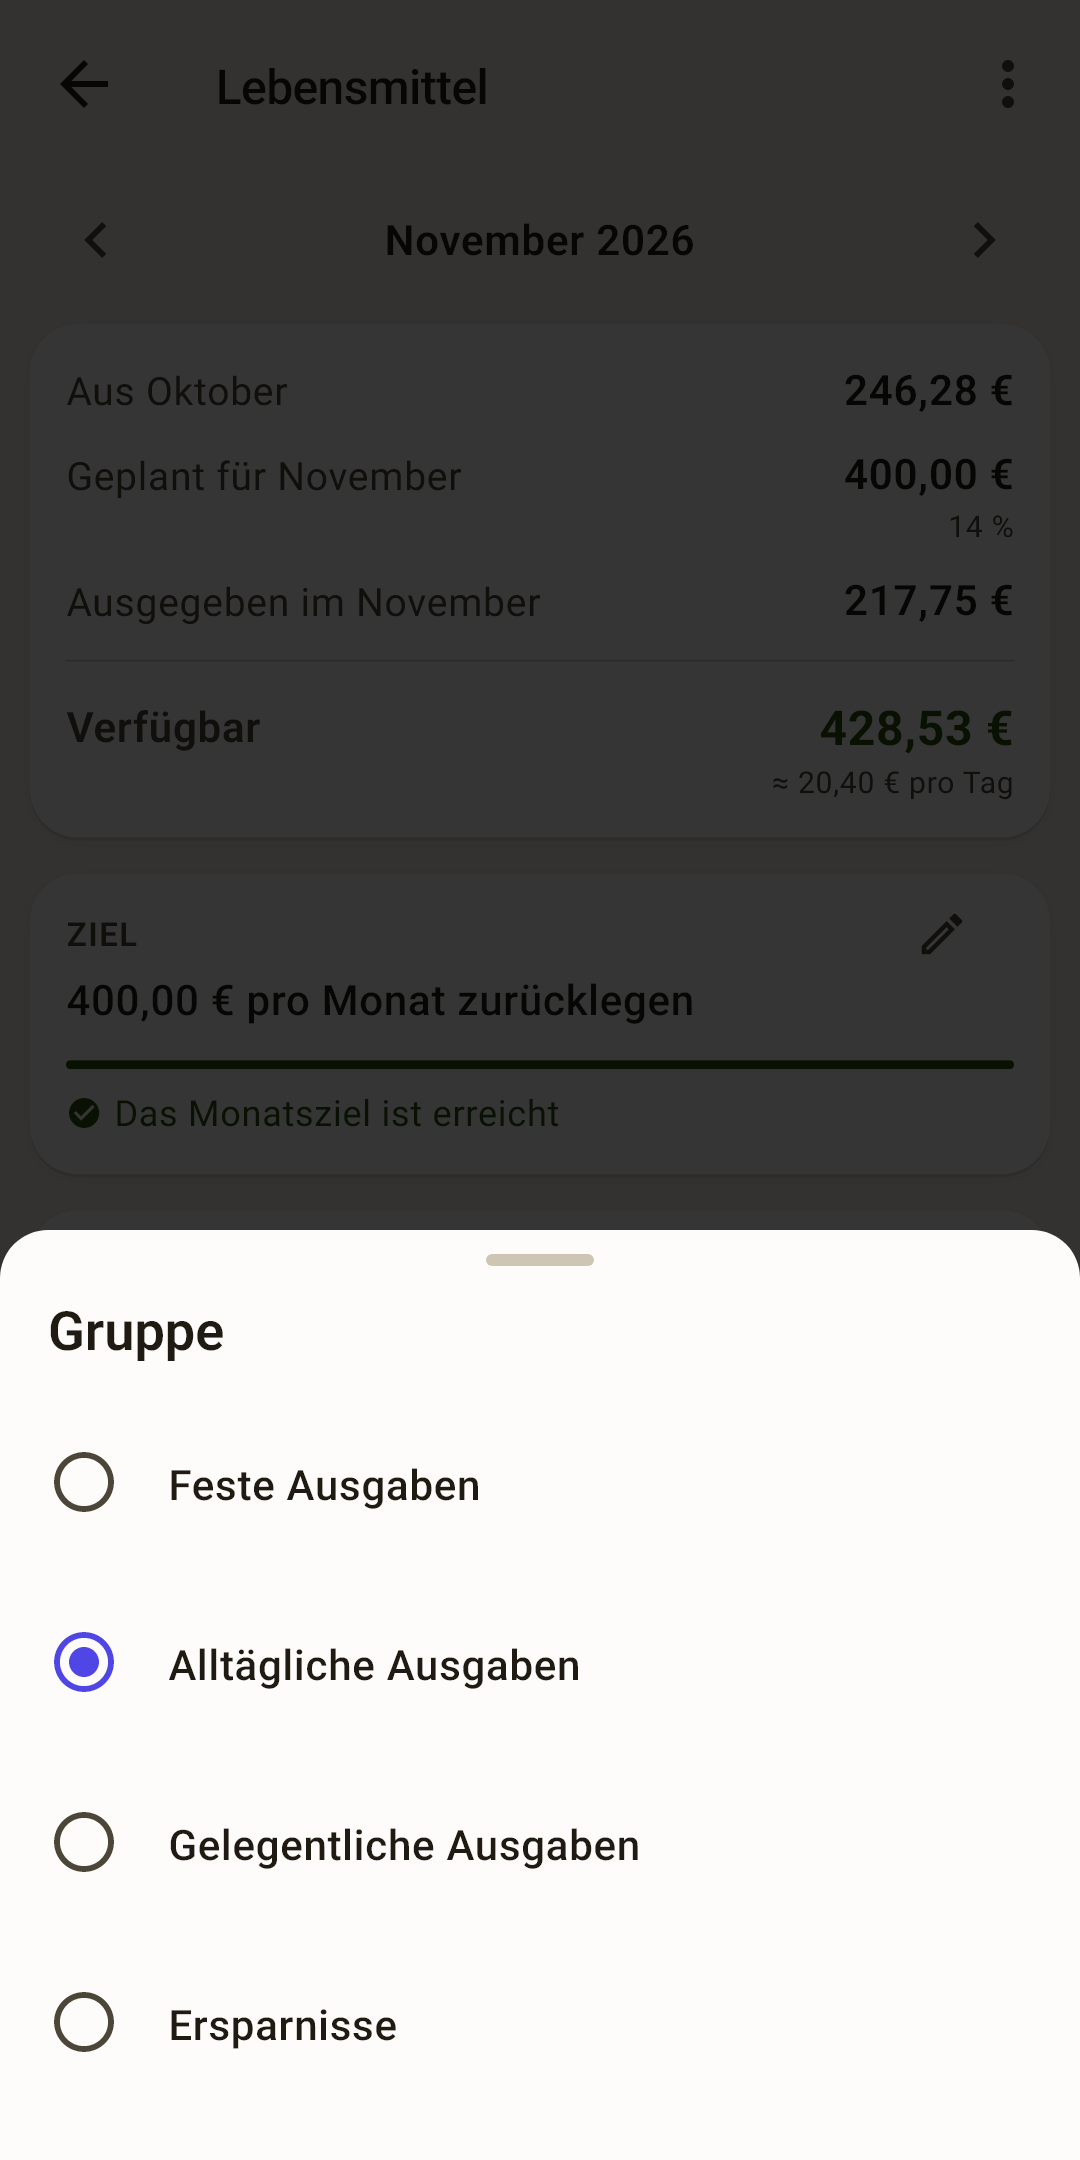 Lebensmittel
November 2026
Aus Oktober 246,28 €
Geplant für November 400,00 €
14 %
Ausgegeben im November 217,75 €
Verfügbar 428,53 €
≈ 20,40 € pro Tag
ZIEL
400,00 € pro Monat zurücklegen
Das Monatsziel ist erreicht
Gruppe
Feste Ausgaben
Alltägliche Ausgaben
Gelegentliche Ausgaben
Ersparnisse